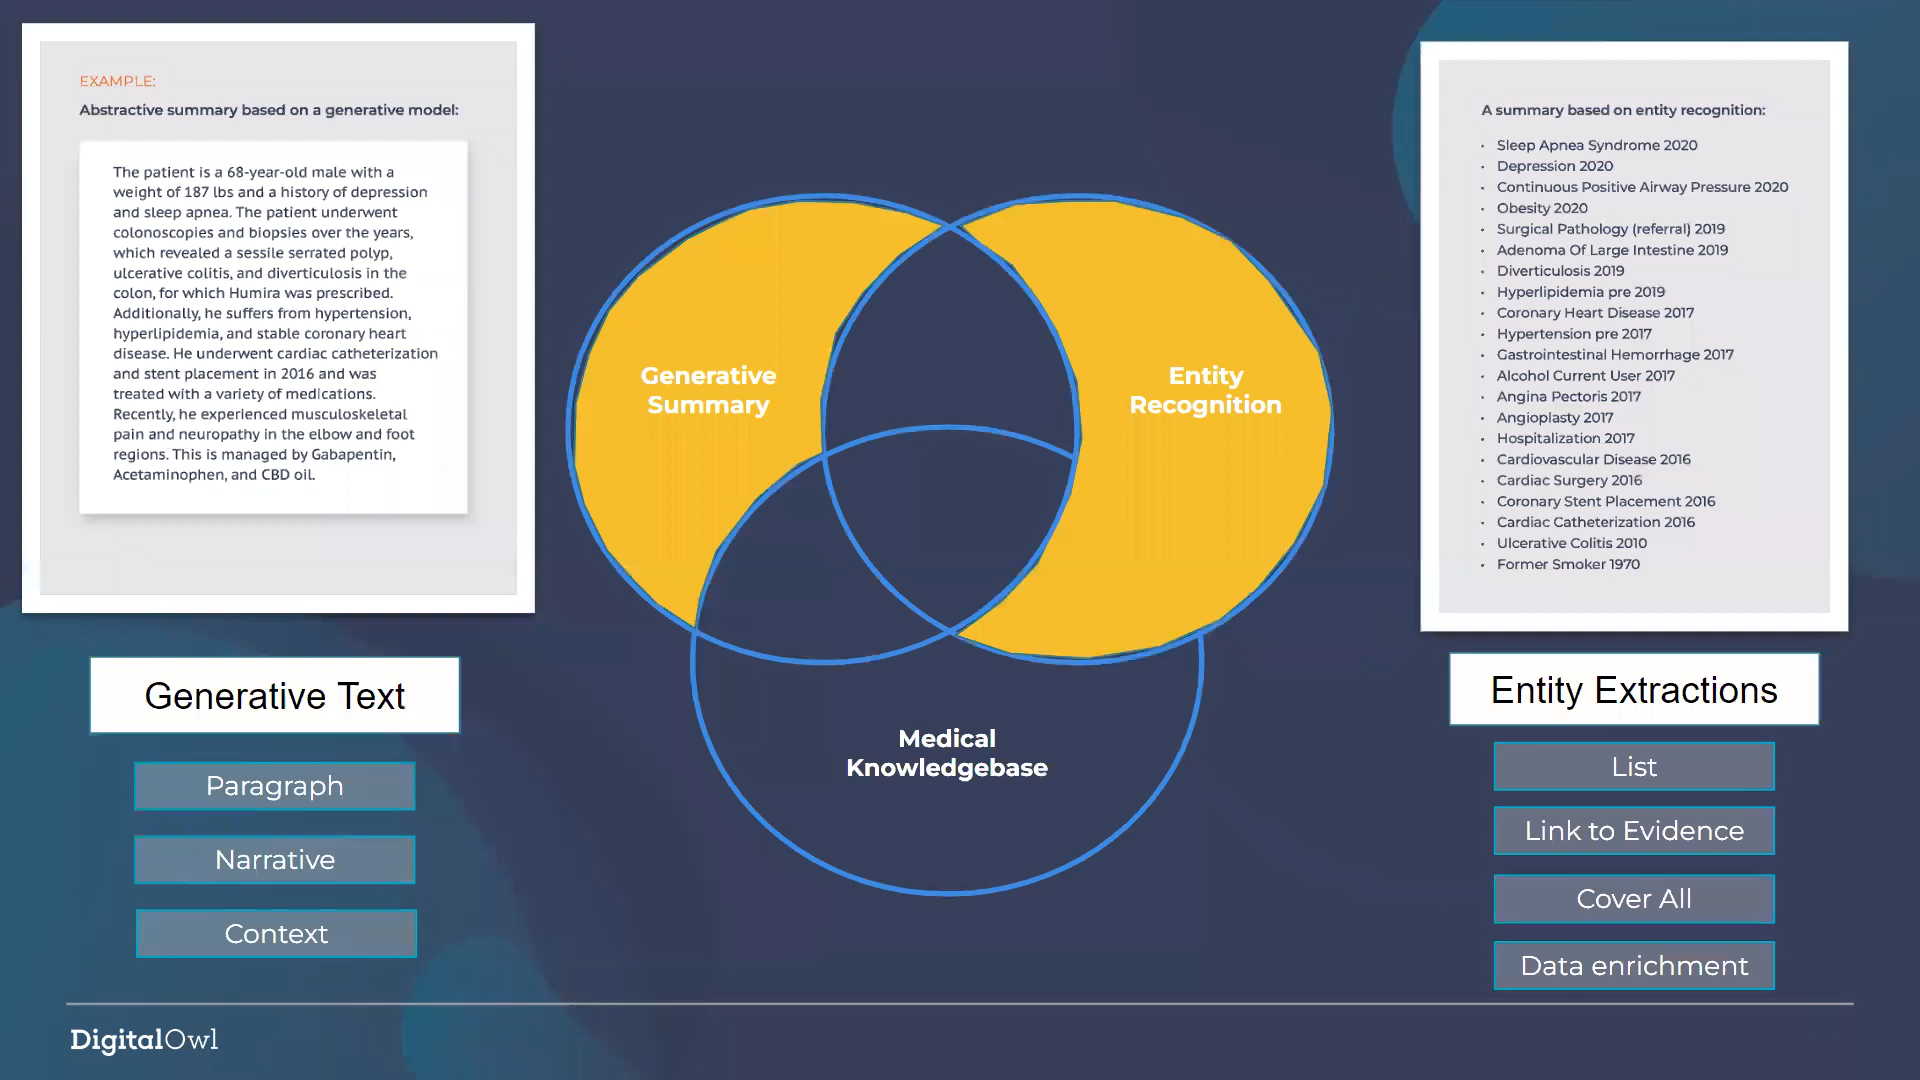 EXAMPLE:
Abstractive summary based on a generative model:
The patient is a 68-year-old male with a
weight of 187 lbs and a history of depression
and sleep apnea. The patient underwent
colonoscopies and biopsies over the years,
which revealed a sessile serrated polyp,
ulcerative colitis, and diverticulosis in the
colon, for which Humira was prescribed.
Additionally, he suffers from hypertension,
hyperlipidemia, and stable coronary heart
disease. He underwent cardiac catheterization
and stent placement in 2016 and was
treated with a variety of medications.
Recently, he experienced musculoskeletal
pain and neuropathy in the elbow and foot
regions. This is managed by Gabapentin,
Acetaminophen, and CBD oil.
Generative Text
Paragraph
Narrative
Context
Generative
Summary
Entity
Recognition
Medical
Knowledgebase
A summary based on entity recognition:
• Sleep Apnea Syndrome 2020
• Depression 2020
• Continuous Positive Airway Pressure 2020
• Obesity 2020
• Surgical Pathology (referral) 2019
• Adenoma Of Large Intestine 2019
• Diverticulosis 2019
• Hyperlipidemia pre 2019
• Coronary Heart Disease 2017
• Hypertension pre 2017
• Gastrointestinal Hemorrhage 2017
• Alcohol Current User 2017
• Angina Pectoris 2017
• Angioplasty 2017
• Hospitalization 2017
• Cardiovascular Disease 2016
• Cardiac Surgery 2016
• Coronary Stent Placement 2016
• Cardiac Catheterization 2016
• Ulcerative Colitis 2010
• Former Smoker 1970
Entity Extractions
List
Link to Evidence
Cover All
Data enrichment
DigitalOwl